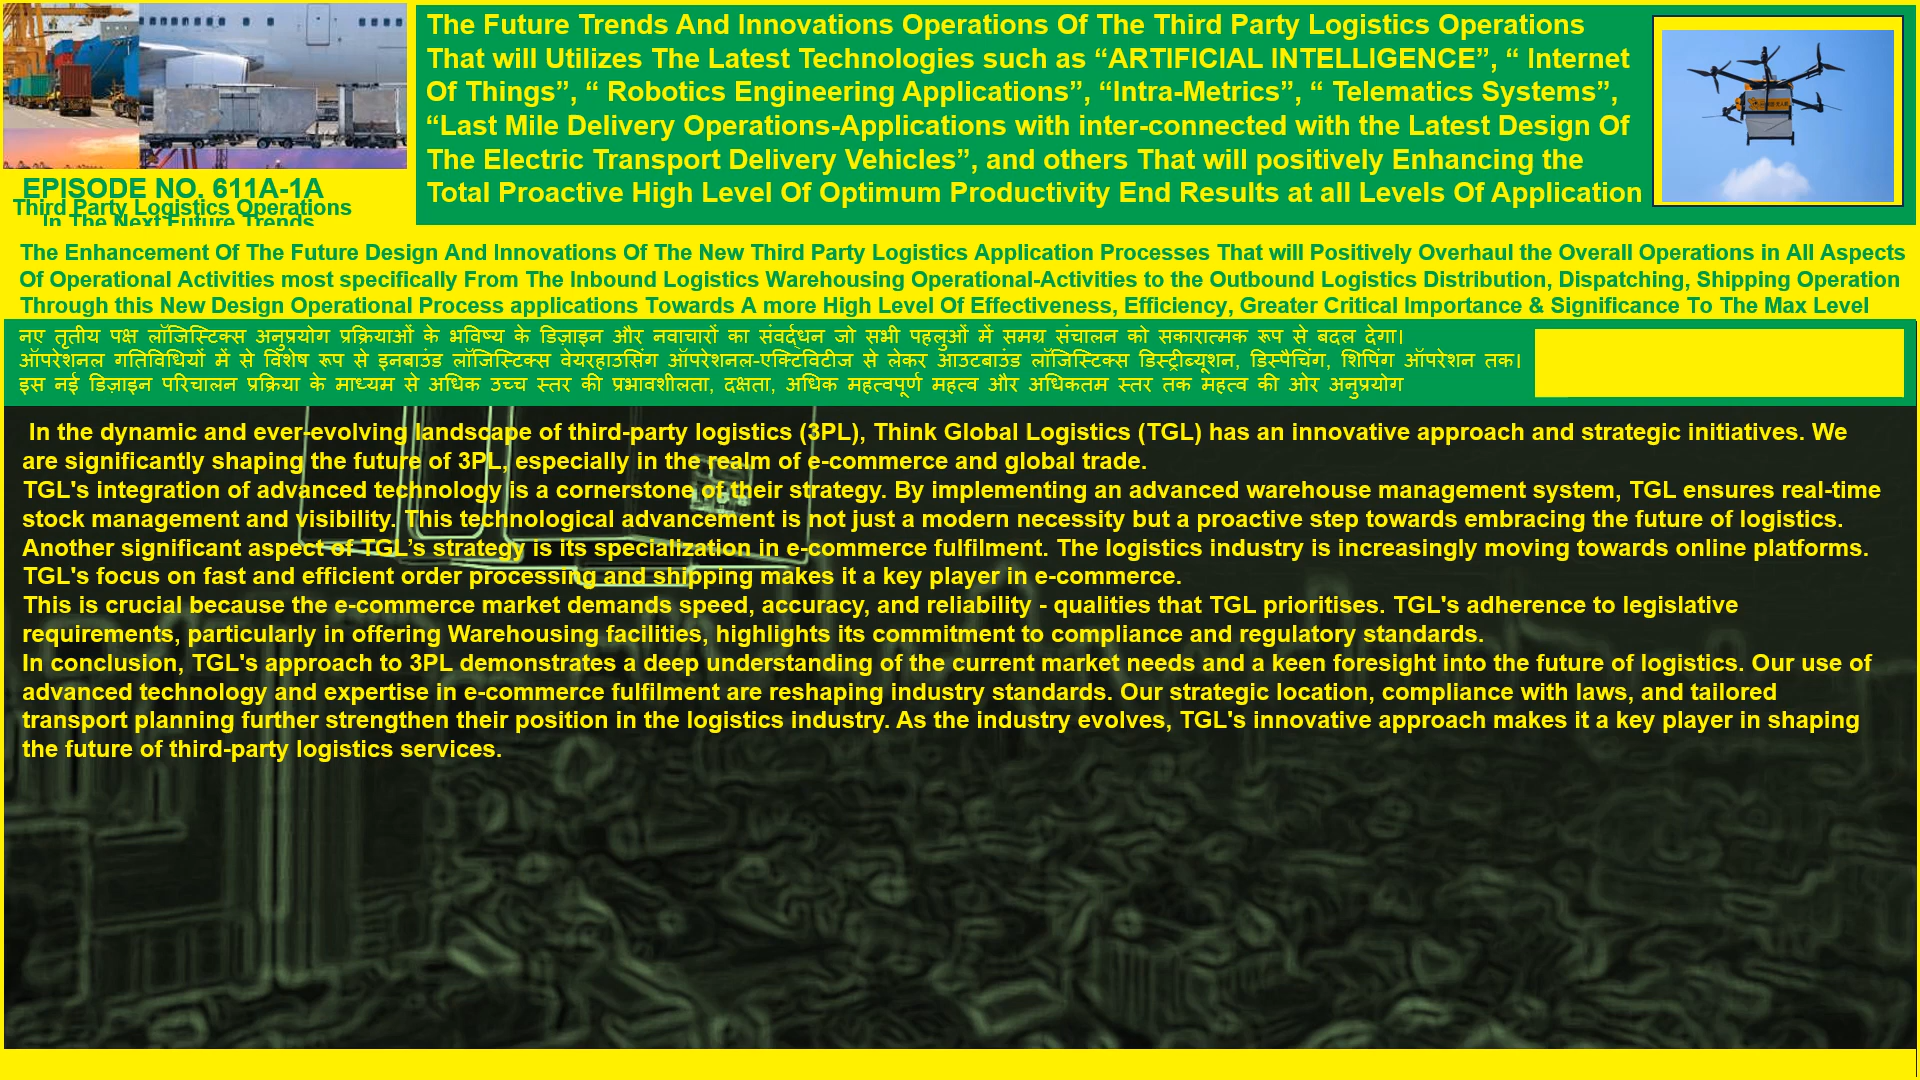 EPISODE NO. 611A-1A
Third Party Logistics Operations
In The Next Future Trends
The Future Trends And Innovations Operations Of The Third Party Logistics Operations
That will Utilizes The Latest Technologies such as “ARTIFICIAL INTELLIGENCE”, “ Internet
Of Things”, “ Robotics Engineering Applications”, “Intra-Metrics”, “ Telematics Systems”,
“Last Mile Delivery Operations-Applications with inter-connected with the Latest Design Of
The Electric Transport Delivery Vehicles”, and others That will positively Enhancing the
Total Proactive High Level Of Optimum Productivity End Results at all Levels Of Application
The Enhancement Of The Future Design And Innovations Of The New Third Party Logistics Application Processes That will Positively Overhaul the Overall Operations in All Aspects
Of Operational Activities most specifically From The Inbound Logistics Warehousing Operational-Activities to the Outbound Logistics Distribution, Dispatching, Shipping Operation
Through this New Design Operational Process applications Towards A more High Level Of Effectiveness, Efficiency, Greater Critical Importance & Significance To The Max Level
नए तृतीय पक्ष लॉजिस्टिक्स अनुप्रयोग प्रक्रियाओं के भविष्य के डिज़ाइन और नवाचारों का संवर्द्धन जो सभी पहलुओं में समग्र संचालन को सकारात्मक रूप से बदल देगा।
ऑपरेशनल गतिविधियों में से विशेष रूप से इनबाउंड लॉजिस्टिक्स वेयरहाउसिंग ऑपरेशनल-एक्टिविटीज से लेकर आउटबाउंड लॉजिस्टिक्स डिस्ट्रीब्यूशन, डिस्पैचिंग, शिपिंग ऑपरेशन तक।
इस नई डिज़ाइन परिचालन प्रक्रिया के माध्यम से अधिक उच्च स्तर की प्रभावशीलता, दक्षता, अधिक महत्वपूर्ण महत्व और अधिकतम स्तर तक महत्व की ओर अनुप्रयोग
In the dynamic and ever-evolving landscape of third-party logistics (3PL), Think Global Logistics (TGL) has an innovative approach and strategic initiatives. We
are significantly shaping the future of 3PL, especially in the realm of e-commerce and global trade.
TGL's integration of advanced technology is a cornerstone of their strategy. By implementing an advanced warehouse management system, TGL ensures real-time
stock management and visibility. This technological advancement is not just a modern necessity but a proactive step towards embracing the future of logistics.
Another significant aspect of TGL’s strategy is its specialization in e-commerce fulfilment. The logistics industry is increasingly moving towards online platforms.
TGL's focus on fast and efficient order processing and shipping makes it a key player in e-commerce.
This is crucial because the e-commerce market demands speed, accuracy, and reliability - qualities that TGL prioritises. TGL's adherence to legislative
requirements, particularly in offering Warehousing facilities, highlights its commitment to compliance and regulatory standards.
In conclusion, TGL's approach to 3PL demonstrates a deep understanding of the current market needs and a keen foresight into the future of logistics. Our use of
advanced technology and expertise in e-commerce fulfilment are reshaping industry standards. Our strategic location, compliance with laws, and tailored
transport planning further strengthen their position in the logistics industry. As the industry evolves, TGL's innovative approach makes it a key player in shaping
the future of third-party logistics services.